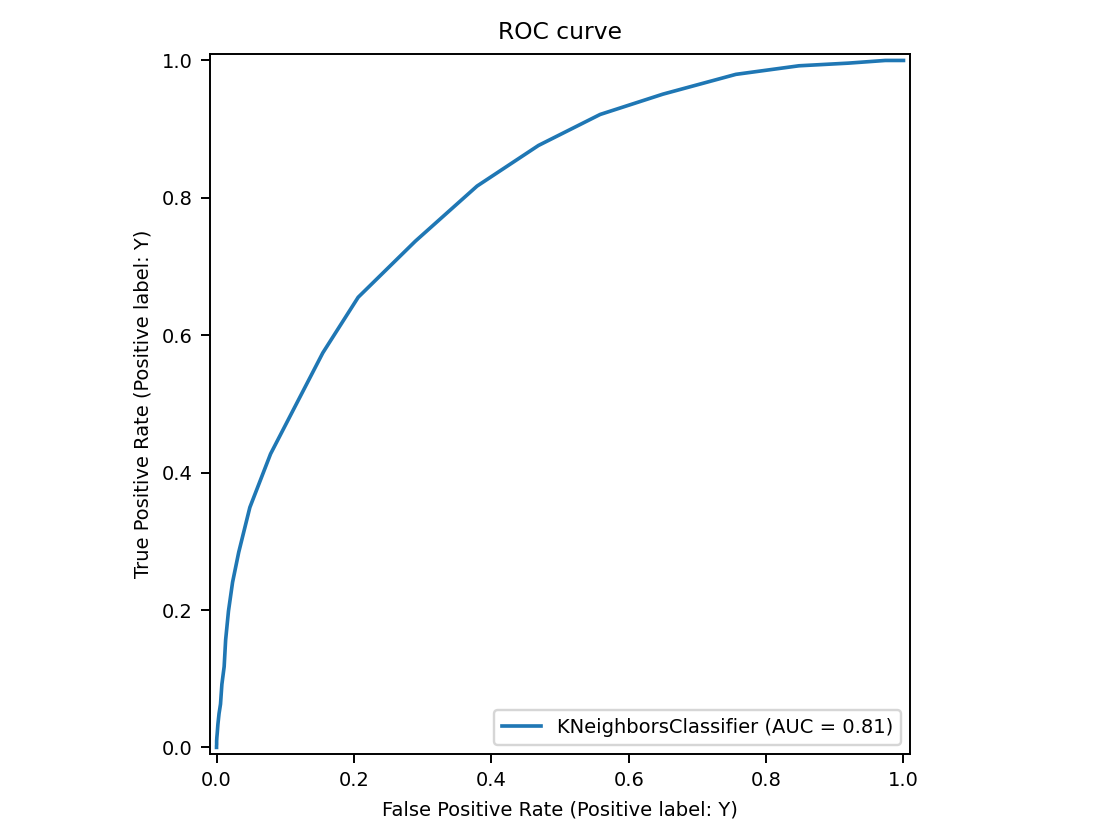 ROC curve
1.0
0.8
0.6
0.4
0.2
0.0
True Positive Rate (Positive label: Y)
KNeighborsClassifier (AUC = 0.81)
0.0 0.2 0.4 0.6 0.8 1.0
False Positive Rate (Positive label: Y)